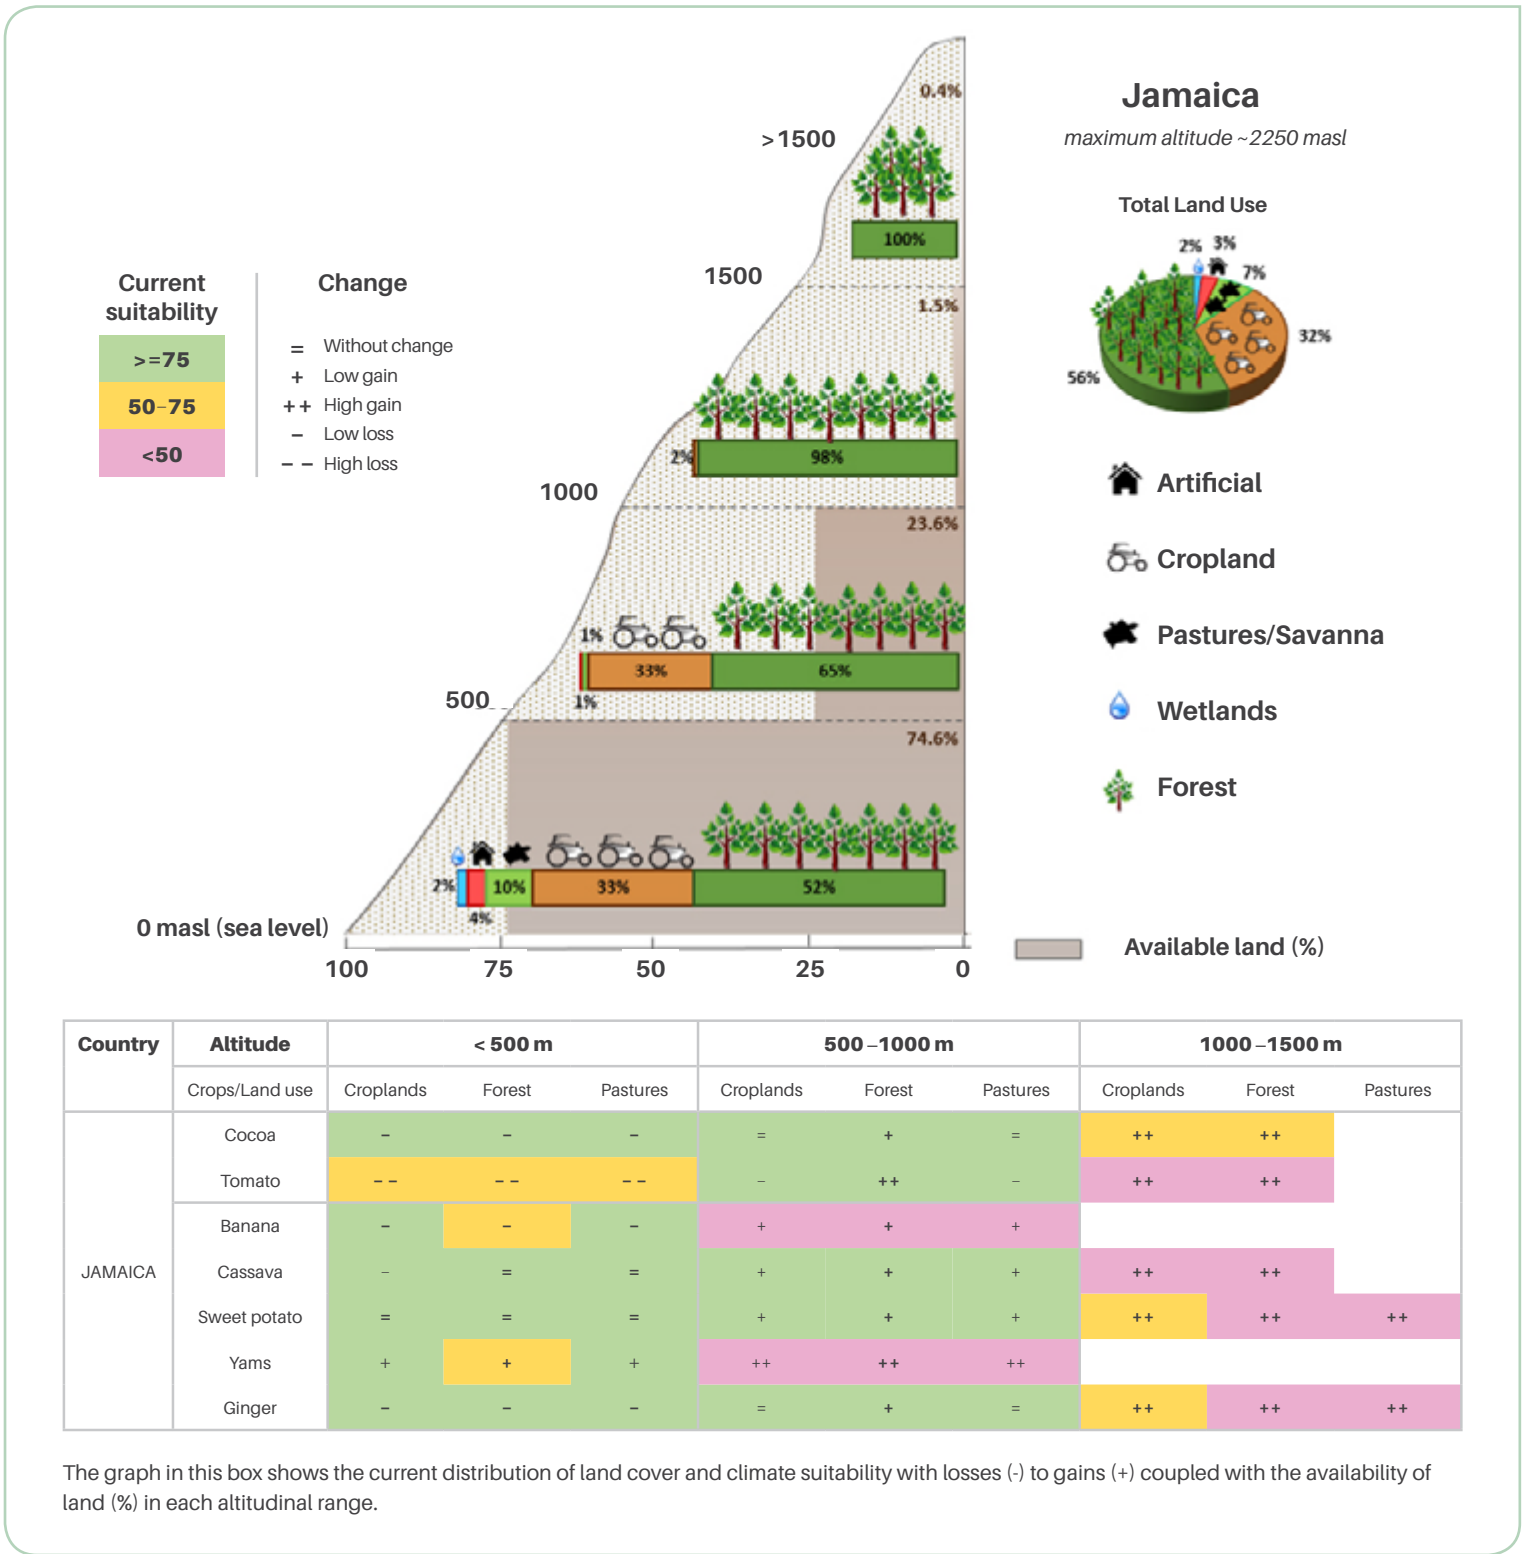 Jamaica
maximum altitude ~2250 masl
Total Land Use
2% 3%
7%
32%
56%
Artificial
Cropland
Pastures/Savanna
Wetlands
Forest
Available land (%)
Current
suitability
>=75
50–75
<50
Change
= Without change
+ Low gain
++ High gain
– Low loss
– – High loss
0.4%
>1500
100%
1500
1.5%
2% 98%
1000
23.6%
1%
33% 65%
1%
500
74.6%
2% 10% 33% 52%
4%
0 masl (sea level)
100 75 50 25 0
Country Altitude < 500 m 500–1000 m 1000–1500 m
Crops/Land use Croplands Forest Pastures Croplands Forest Pastures Croplands Forest Pastures
JAMAICA
Cocoa – – – = + = ++ ++
Tomato – – – – – – – ++ – ++ ++
Banana – – – + + +
Cassava – = = + + + ++ ++
Sweet potato = = = + + + ++ ++ ++
Yams + + + ++ ++ ++
Ginger – – – = + = ++ ++ ++
The graph in this box shows the current distribution of land cover and climate suitability with losses (-) to gains (+) coupled with the availability of
land (%) in each altitudinal range.